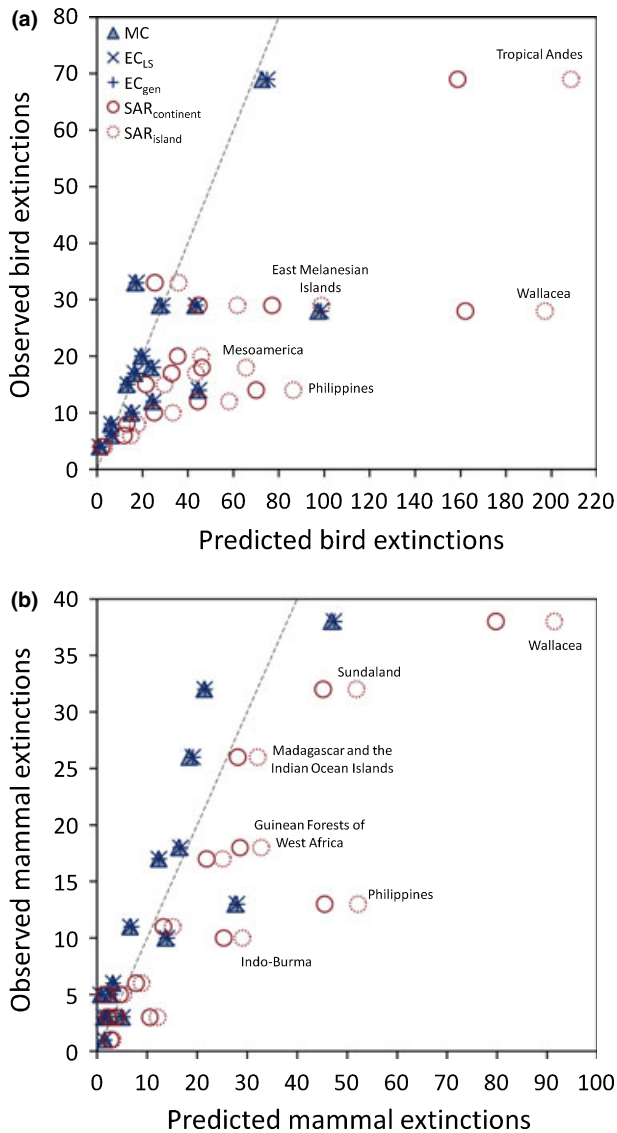 (a)
80
70
60
50
40
30
20
10
0
Observed bird extinctions
MC
ECLS
ECgen
SARcontinent
SARisland
Tropical Andes
East Melanesian
Islands
Wallacea
Mesoamerica
Philippines
0 20 40 60 80 100 120 140 160 180 200 220
Predicted bird extinctions
(b)
40
35
30
25
20
15
10
5
0
Observed mammal extinctions
Wallacea
Sundaland
Madagascar and the
Indian Ocean Islands
Guinean Forests of
West Africa
Philippines
Indo-Burma
0 10 20 30 40 50 60 70 80 90 100
Predicted mammal extinctions